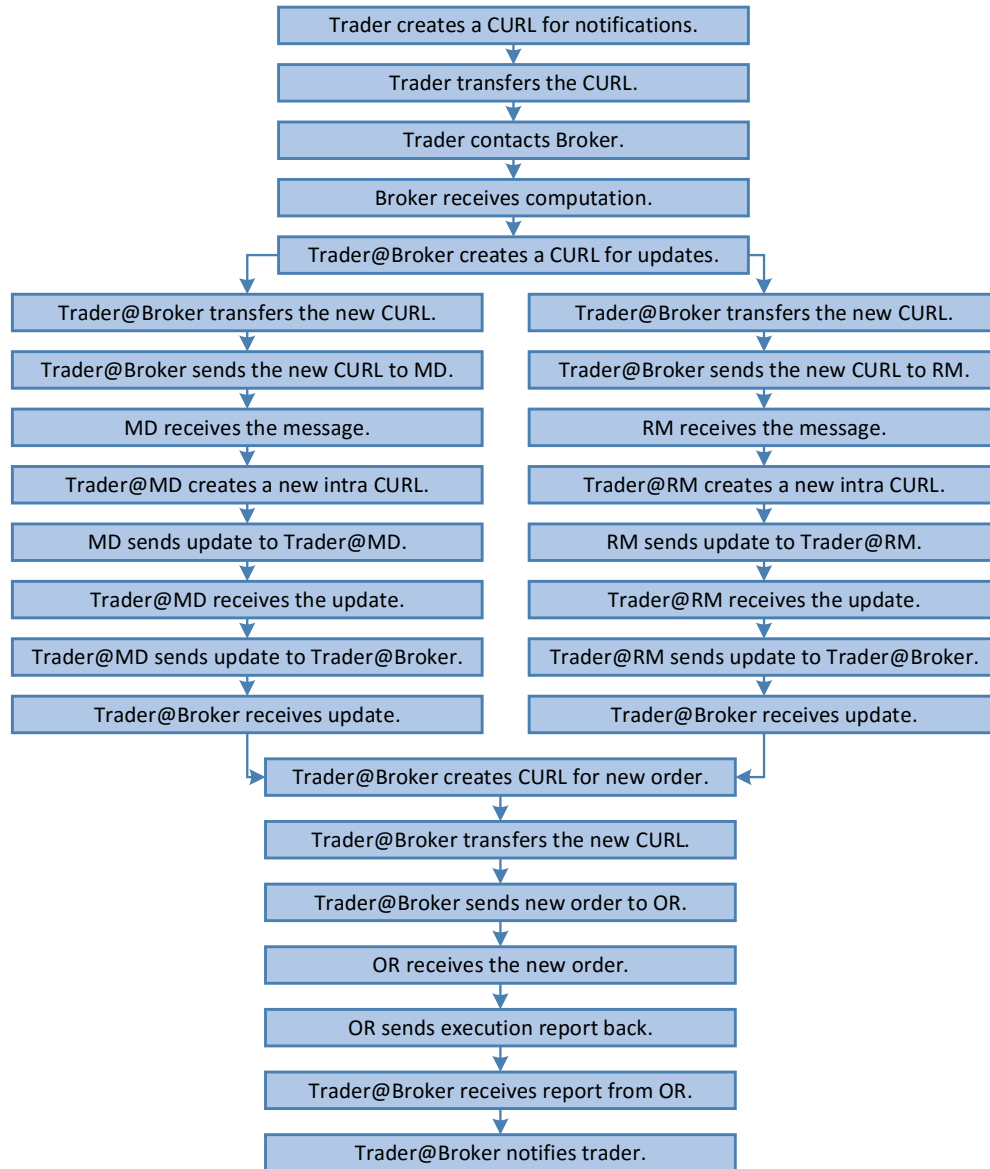 Trader creates a CURL for notifications.
Trader transfers the CURL.
Trader contacts Broker.
Broker receives computation.
Trader@Broker creates a CURL for updates.
Trader@Broker transfers the new CURL.
Trader@Broker sends the new CURL to MD.
MD receives the message.
Trader@MD creates a new intra CURL.
MD sends update to Trader@MD.
Trader@MD receives the update.
Trader@MD sends update to Trader@Broker.
Trader@Broker receives update.
Trader@Broker transfers the new CURL.
Trader@Broker sends the new CURL to RM.
RM receives the message.
Trader@RM creates a new intra CURL.
RM sends update to Trader@RM.
Trader@RM receives the update.
Trader@RM sends update to Trader@Broker.
Trader@Broker receives update.
Trader@Broker creates CURL for new order.
Trader@Broker transfers the new CURL.
Trader@Broker sends new order to OR.
OR receives the new order.
OR sends execution report back.
Trader@Broker receives report from OR.
Trader@Broker notifies trader.